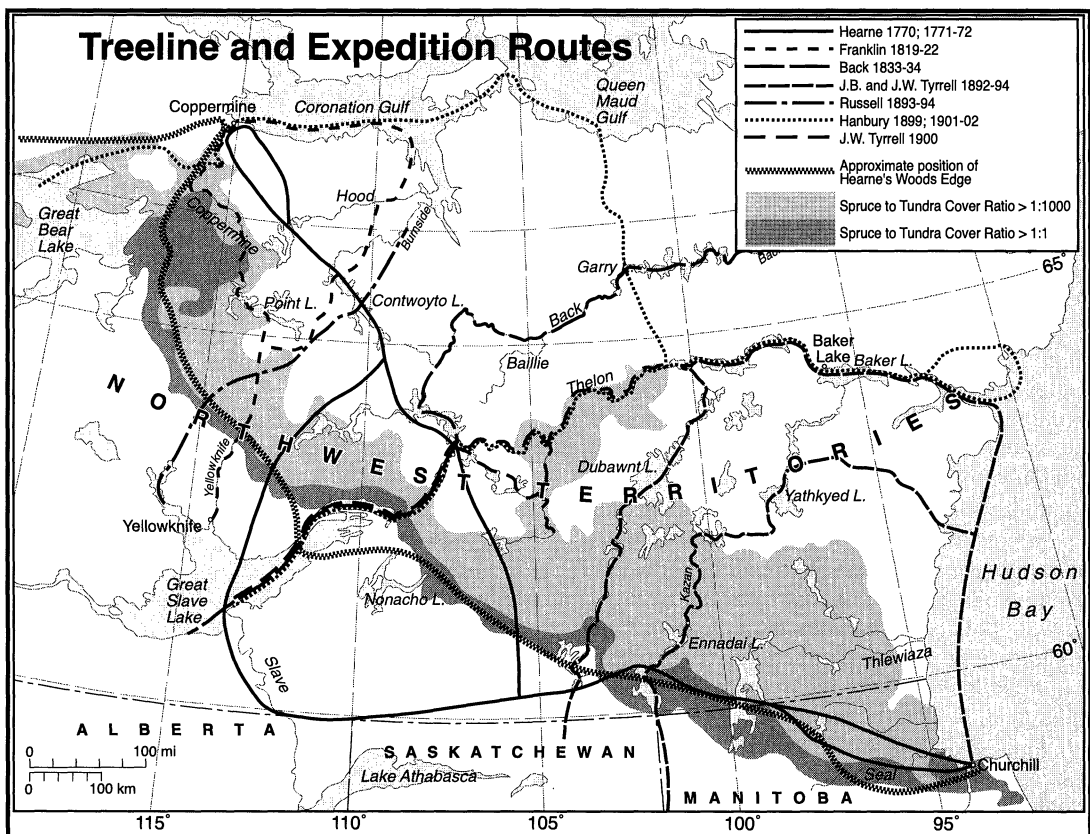 Treeline and Expedition Routes
Hearne 1770; 1771-72
Franklin 1819-22
Back 1833-34
J.B. and J.W. Tyrrell 1892-94
Russell 1893-94
Hanbury 1899; 1901-02
J.W. Tyrrell 1900
Approximate position of
Hearne's Woods Edge
Spruce to Tundra Cover Ratio > 1:1000
Spruce to Tundra Cover Ratio > 1:1
Queen
Maud
Gulf
Coppermine
Coronation Gulf
Hood
Burnside
Coppermine
Great
Bear
Lake
Garry
65°
Point L.
Contwoyto L.
Back
Baillie
Baker
Lake
Baker L.
Thelon
NORTHWEST TERRITORIES
Dubawnt L.
Yathkyed L.
Yellowknife
Yellowknife
Great
Slave
Lake
Nonacho L.
Kazan
Hudson
Bay
Ennadai L.
Thlewiaza
60°
Slave
ALBERTA
SASKATCHEWAN
Lake Athabasca
Seal
Churchill
MANITOBA
0 100 mi
0 100 km
115° 110° 105° 100° 95°